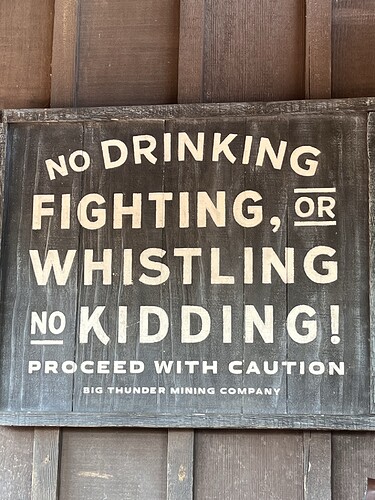 NO DRINKING
FIGHTING, OR
WHISTLING
NO KIDDING!
PROCEED WITH CAUTION
BIG THUNDER MINING COMPANY